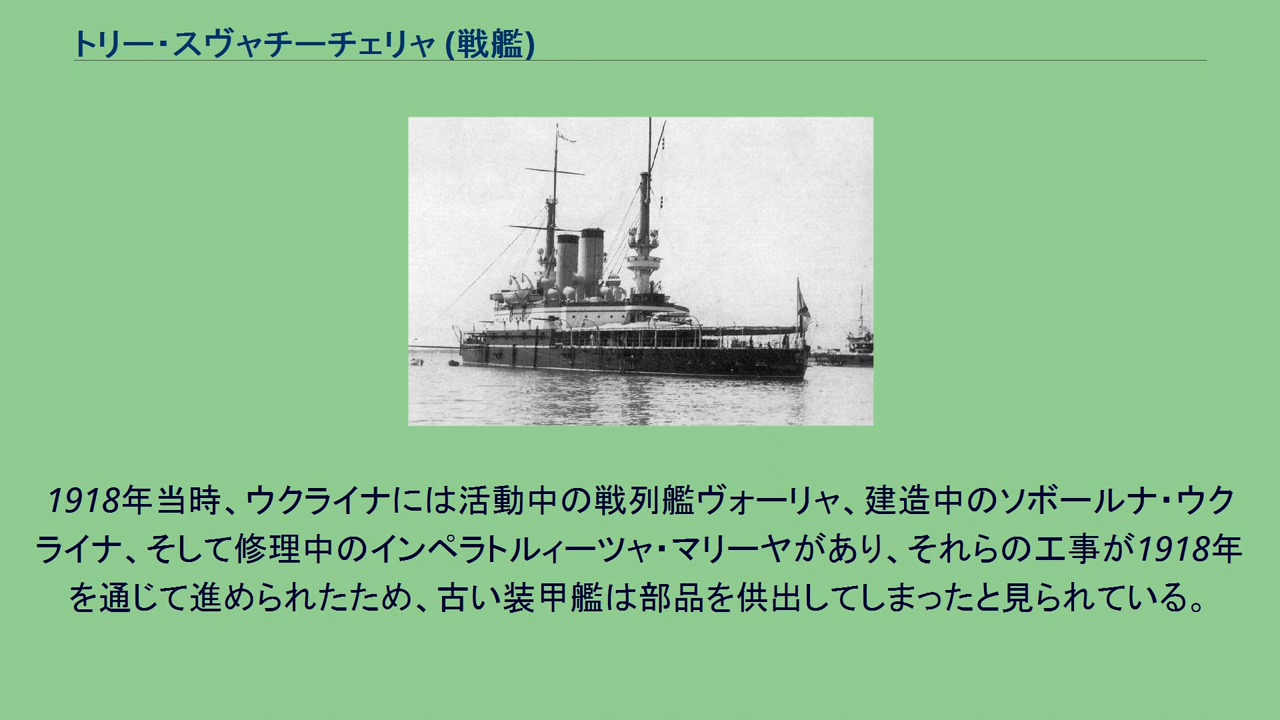 トリー・スヴャチーチェリャ (戦艦)
1918年当時、ウクライナには活動中の戦列艦ヴォーリャ、建造中のソボールナ・ウク
ライナ、そして修理中のインペラトルィーツャ・マリーヤがあり、それらの工事が1918年
を通じて進められたため、古い装甲艦は部品を供出してしまったと見られている。